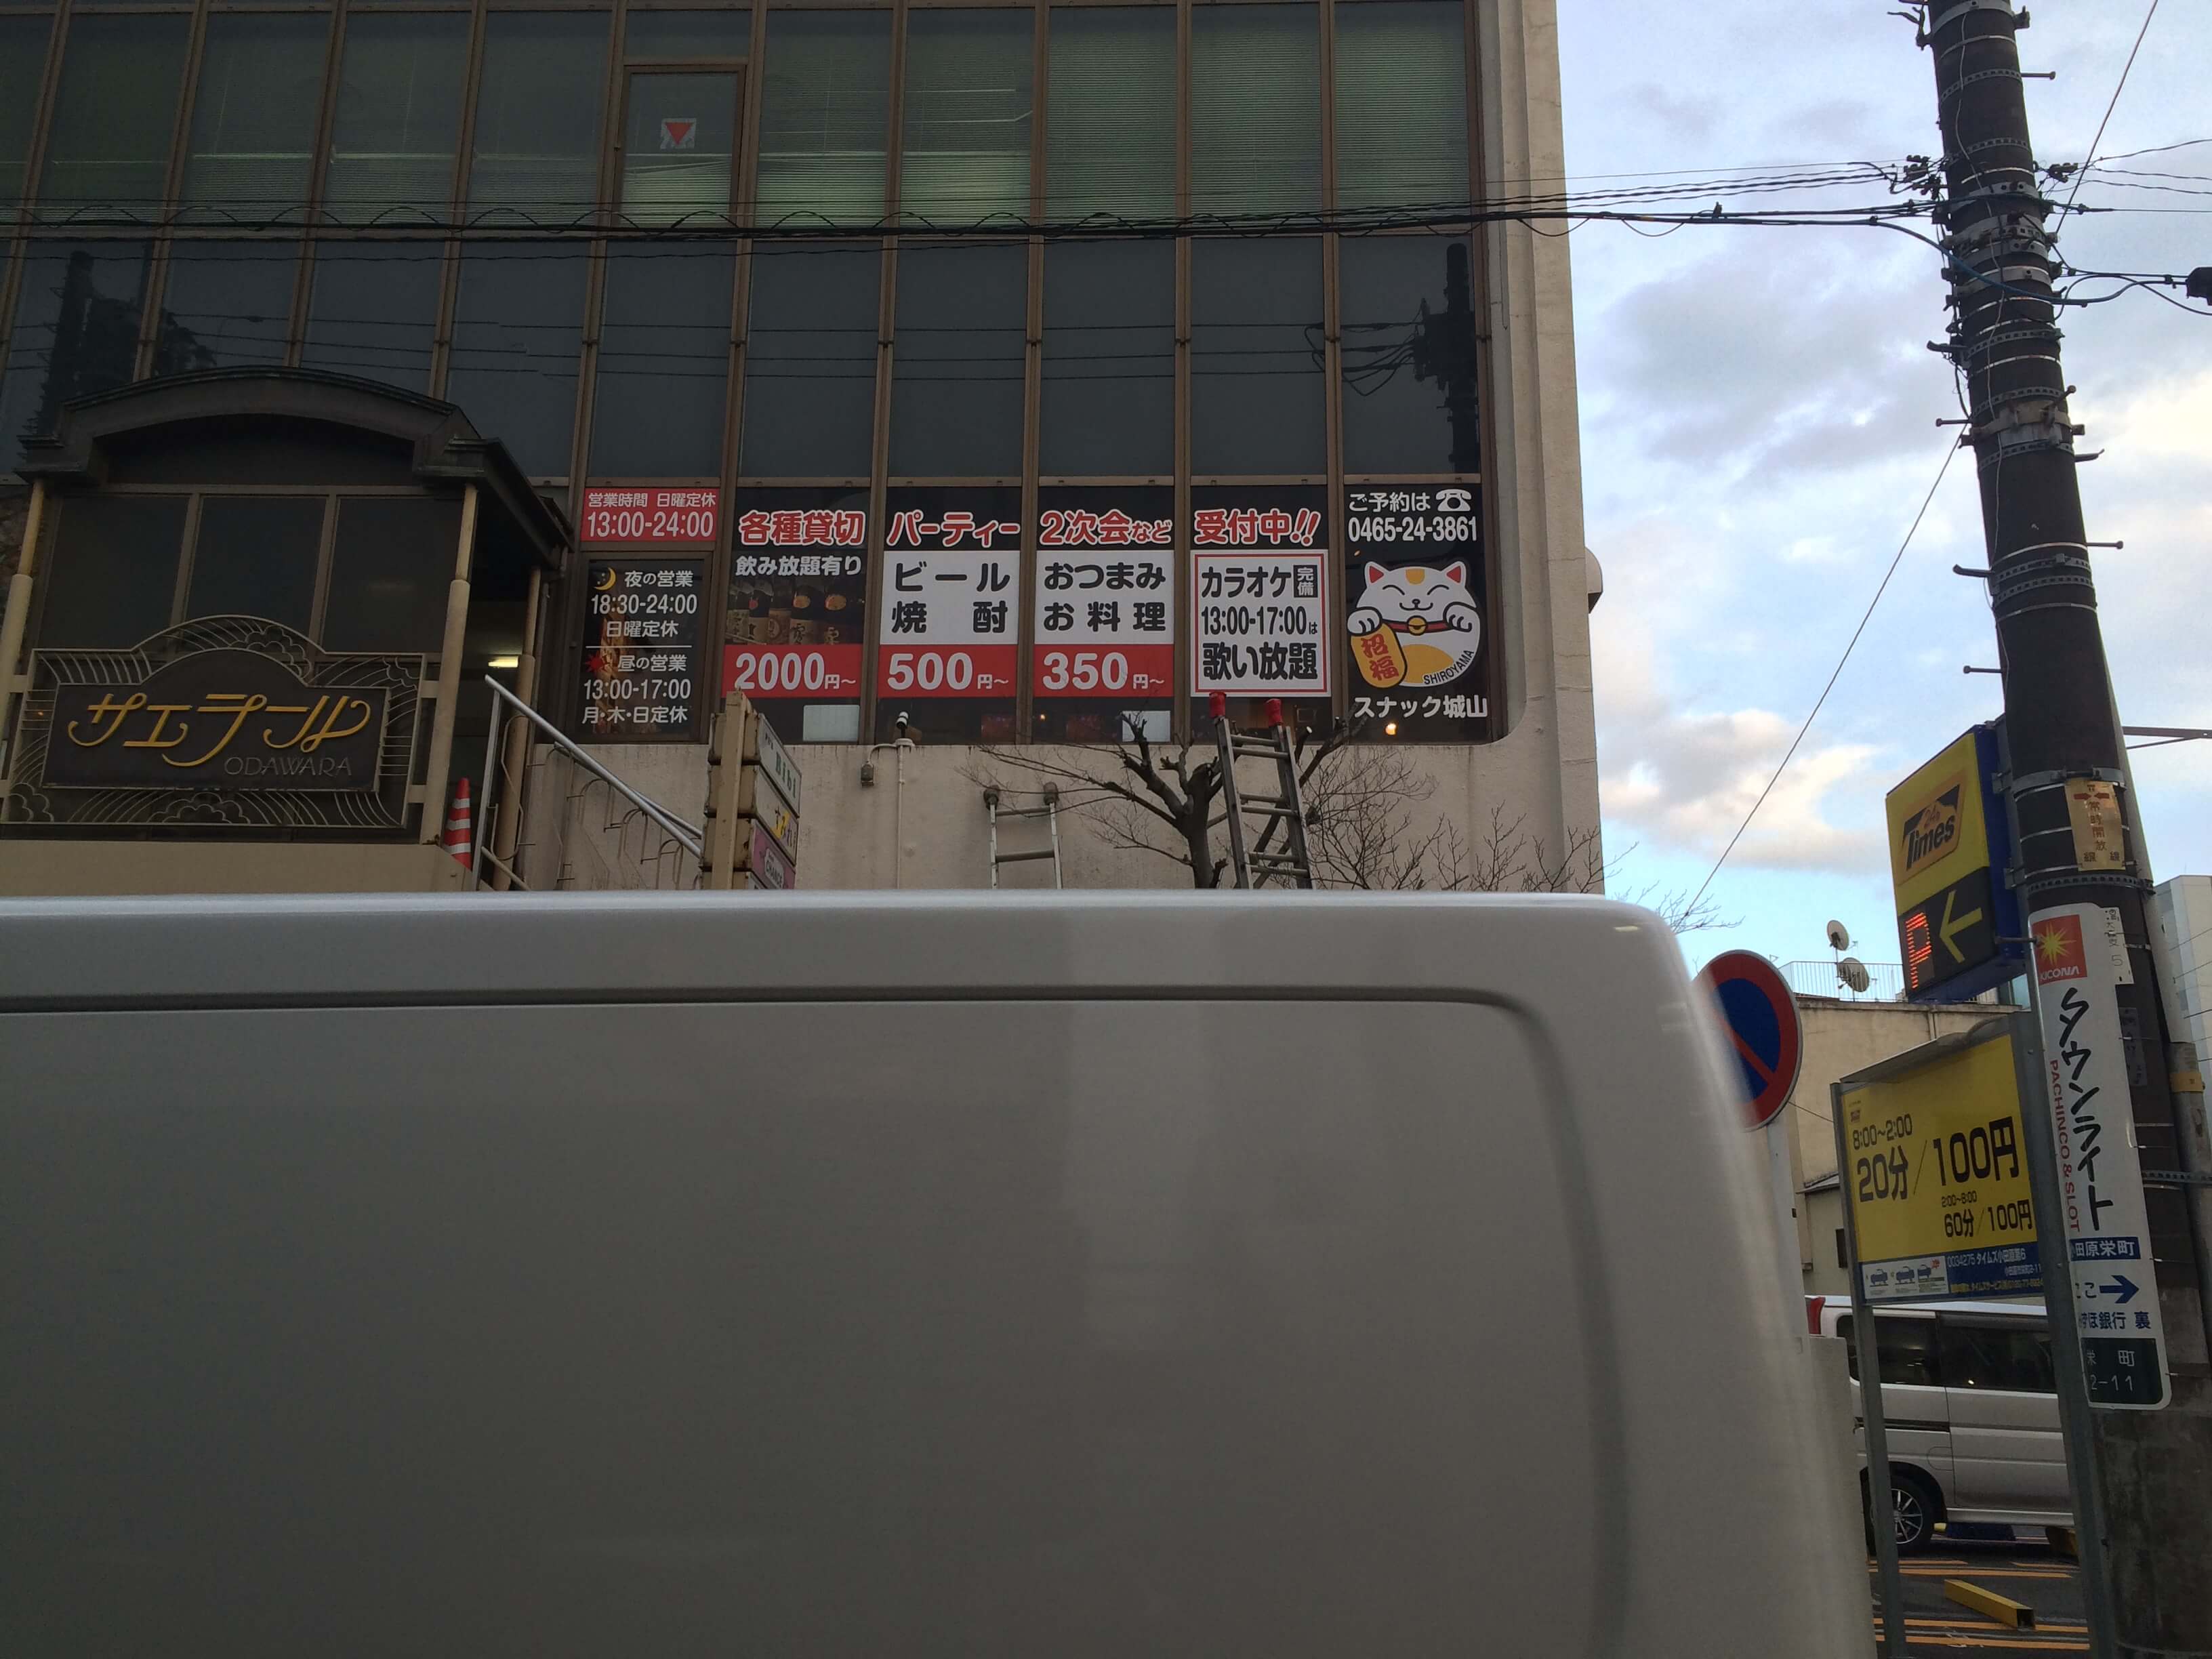 営業時間 日曜定休
13:00-24:00
夜の営業
18:30-24:00
日曜定休
昼の営業
13:00-17:00
月・木・日定休
各種貸切
飲み放題有り
2000円～
パーティー
ビール
焼酎
500円～
2次会など
おつまみ
お料理
350円～
受付中!!
カラオケ完備
13:00-17:00は
歌い放題
ご予約は
0465-24-3861
招福
SHIROYAMA
スナック城山
サエラール
ODAWARA
Bibi
Times
P
8:00~2:00
20分/100円
2:00~8:00
60分/100円
KICONA
タウンライト
PACHINCO & SLOT
田原栄町
ここ
ほ銀行 裏
栄町
2-11